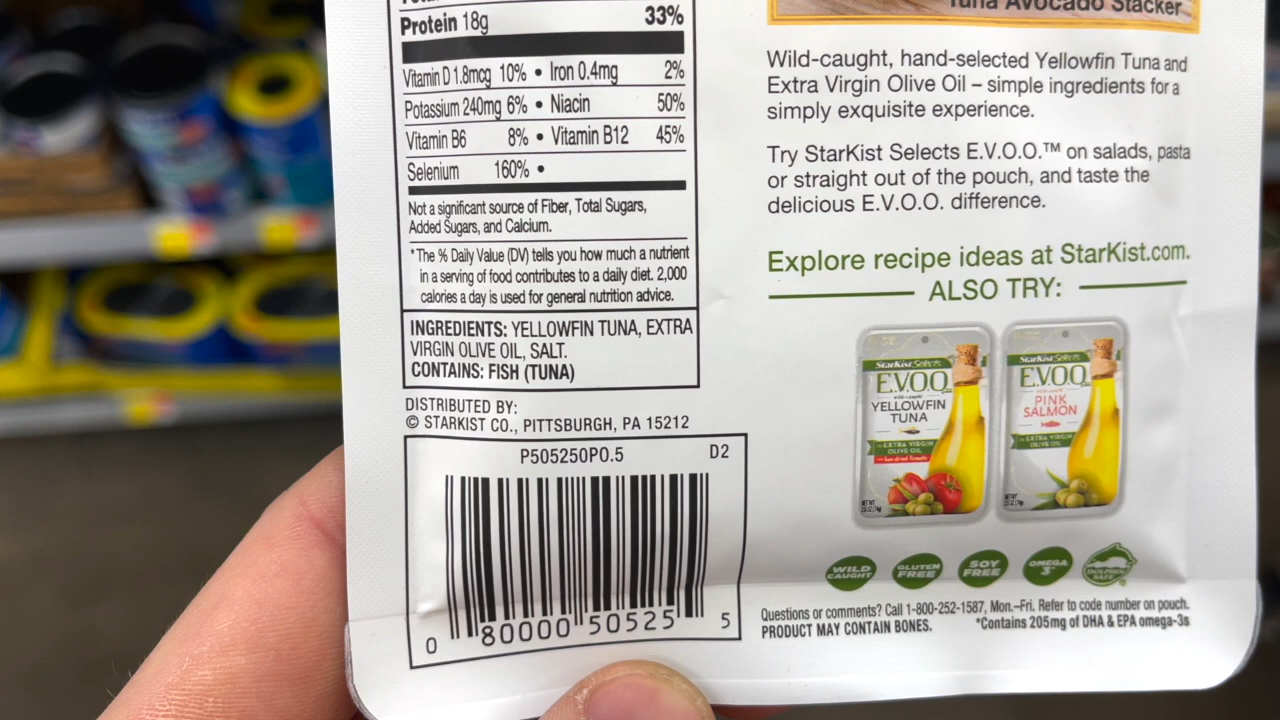 Protein 18g 33%
Vitamin D 1.8mcg 10% • Iron 0.4mg 2%
Potassium 240mg 6% • Niacin 50%
Vitamin B6 8% • Vitamin B12 45%
Selenium 160% •
Not a significant source of Fiber, Total Sugars,
Added Sugars, and Calcium.
*The % Daily Value (DV) tells you how much a nutrient
in a serving of food contributes to a daily diet. 2,000
calories a day is used for general nutrition advice.
INGREDIENTS: YELLOWFIN TUNA, EXTRA
VIRGIN OLIVE OIL, SALT.
CONTAINS: FISH (TUNA)
DISTRIBUTED BY:
© STARKIST CO., PITTSBURGH, PA 15212
P505250P0.5 D2
0 80000 50525 5
Tuna Avocado Stacker
Wild-caught, hand-selected Yellowfin Tuna and
Extra Virgin Olive Oil – simple ingredients for a
simply exquisite experience.
Try StarKist Selects E.V.O.O.™ on salads, pasta
or straight out of the pouch, and taste the
delicious E.V.O.O. difference.
Explore recipe ideas at StarKist.com.
ALSO TRY:
StarKist Selects
E.V.O.O.
wild-caught
YELLOWFIN
TUNA
IN EXTRA VIRGIN
OLIVE OIL
StarKist Selects
E.V.O.O.
PINK
SALMON
IN EXTRA VIRGIN
OLIVE OIL
WILD
CAUGHT
GLUTEN
FREE
SOY
FREE
OMEGA
3*
DOLPHIN
SAFE
Questions or comments? Call 1-800-252-1587, Mon.–Fri. Refer to code number on pouch.
PRODUCT MAY CONTAIN BONES. *Contains 205mg of DHA & EPA omega-3s